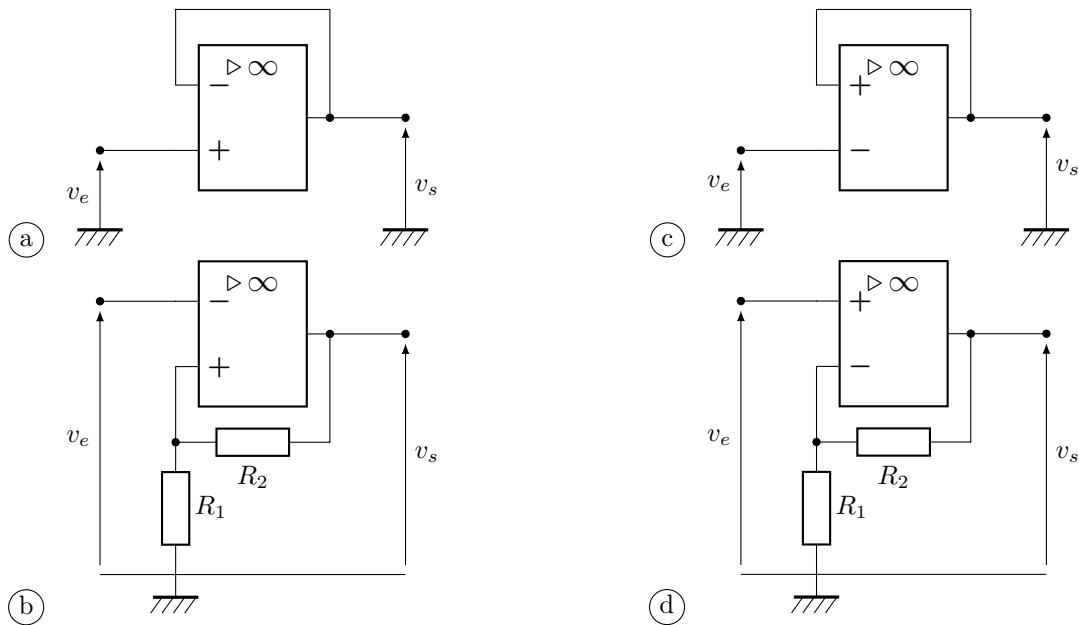 ▷ ∞
−
+
v_e
v_s
a
▷ ∞
+
−
v_e
v_s
c
▷ ∞
−
+
v_e
v_s
R_2
R_1
b
▷ ∞
+
−
v_e
v_s
R_2
R_1
d